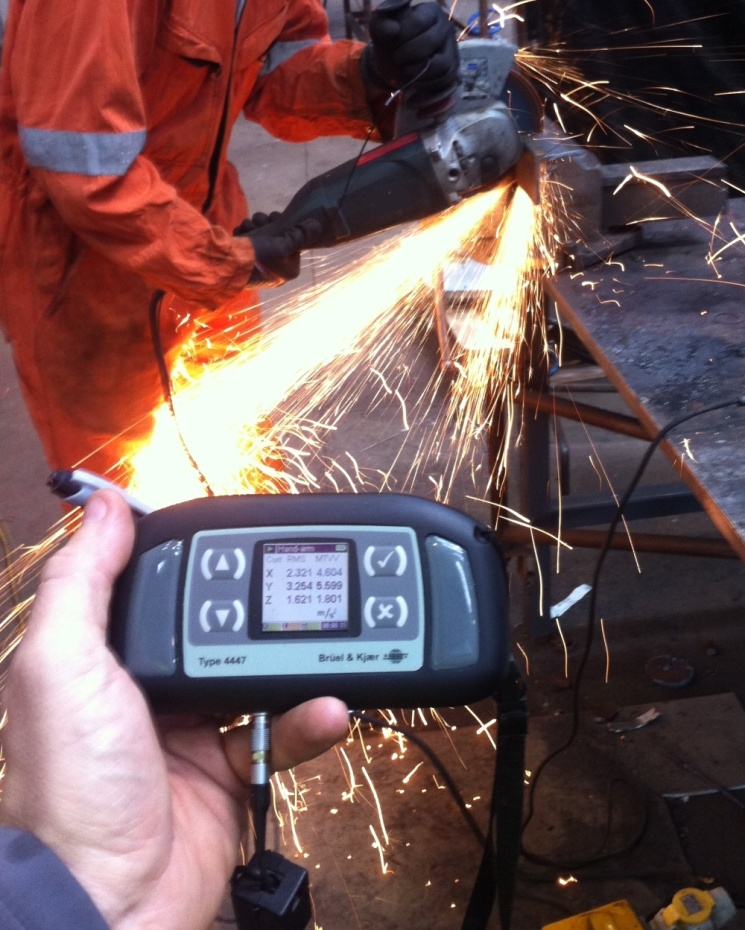 Hand-arm
Cur. RMS MTVV
X 2.321 4.604
Y 3.254 5.599
Z 1.621 1.801
m/s²
Type 4447
Brüel & Kjær